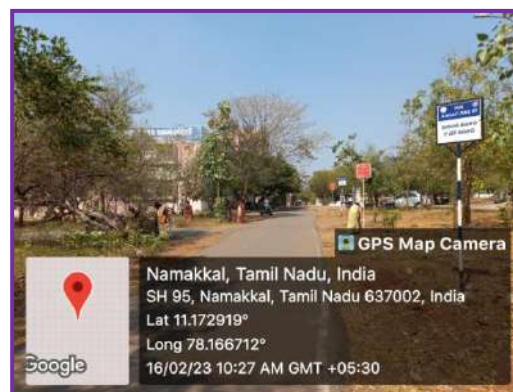 GPS Map Camera
Namakkal, Tamil Nadu, India
SH 95, Namakkal, Tamil Nadu 637002, India
Lat 11.172919°
Long 78.166712°
16/02/23 10:27 AM GMT +05:30
Google